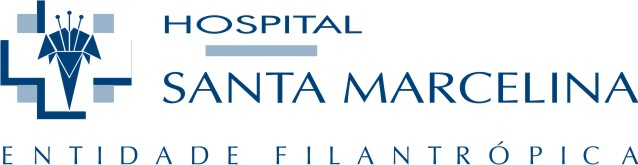 HOSPITAL
SANTA MARCELINA
ENTIDADE FILANTRÓPICA